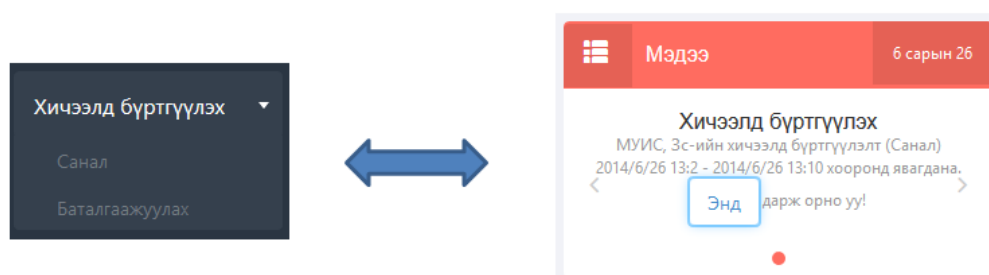 Хичээлд бүртгүүлэх
Санал
Баталгаажуулах
Мэдээ
6 сарын 26
Хичээлд бүртгүүлэх
МУИС, 3с-ийн хичээлд бүртгүүлэлт (Санал)
2014/6/26 13:2 - 2014/6/26 13:10 хооронд явагдана.
Энд дарж орно уу!